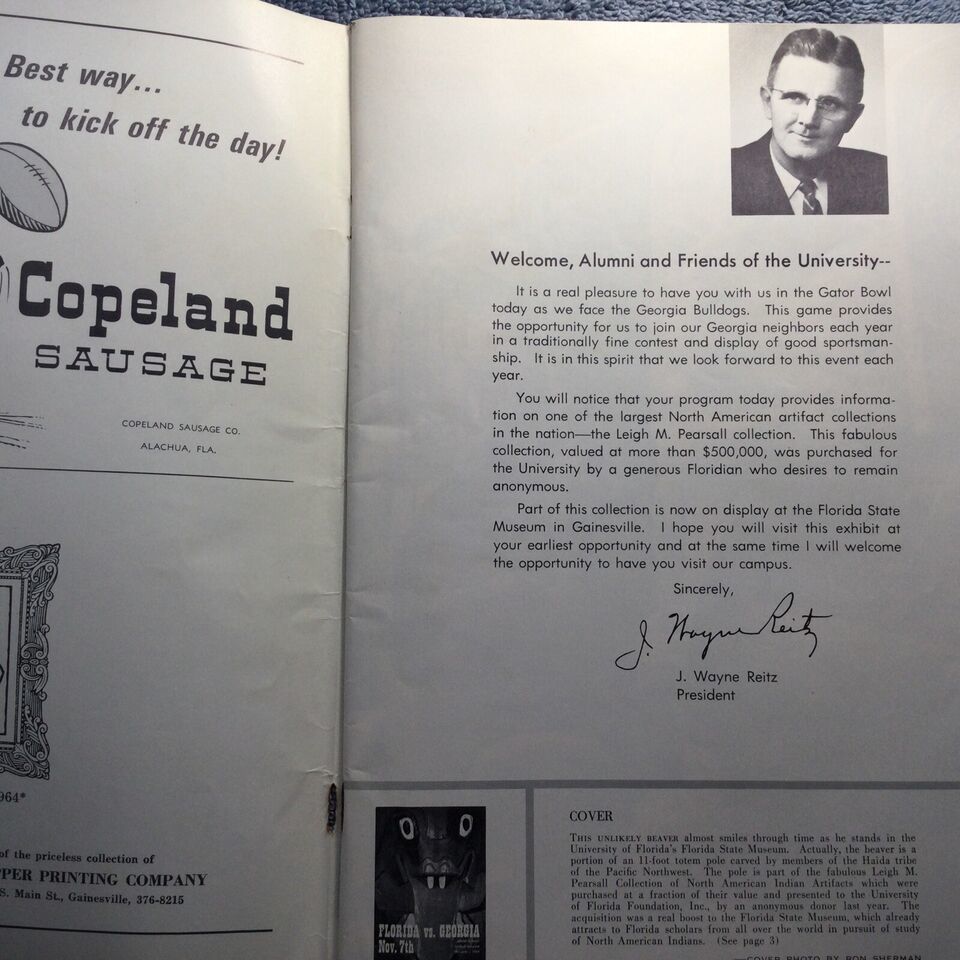 Best way...
to kick off the day!
Copeland
SAUSAGE
COPELAND SAUSAGE CO.
ALACHUA, FLA.
964*
of the priceless collection of
PER PRINTING COMPANY
S. Main St., Gainesville, 376-8215
Welcome, Alumni and Friends of the University--
It is a real pleasure to have you with us in the Gator Bowl
today as we face the Georgia Bulldogs. This game provides
the opportunity for us to join our Georgia neighbors each year
in a traditionally fine contest and display of good sportsman-
ship. It is in this spirit that we look forward to this event each
year.
You will notice that your program today provides informa-
tion on one of the largest North American artifact collections
in the nation—the Leigh M. Pearsall collection. This fabulous
collection, valued at more than $500,000, was purchased for
the University by a generous Floridian who desires to remain
anonymous.
Part of this collection is now on display at the Florida State
Museum in Gainesville. I hope you will visit this exhibit at
your earliest opportunity and at the same time I will welcome
the opportunity to have you visit our campus.
Sincerely,
J. Wayne Reitz
J. Wayne Reitz
President
FLORIDA vs. GEORGIA
Nov. 7th
COVER
THIS UNLIKELY BEAVER almost smiles through time as he stands in the
University of Florida's Florida State Museum. Actually, the beaver is a
portion of an 11-foot totem pole carved by members of the Haida tribe
of the Pacific Northwest. The pole is part of the fabulous Leigh M.
Pearsall Collection of North American Indian Artifacts which were
purchased at a fraction of their value and presented to the University
of Florida Foundation, Inc., by an anonymous donor last year. The
acquisition was a real boost to the Florida State Museum, which already
attracts to Florida scholars from all over the world in pursuit of study
of North American Indians. (See page 3)
—COVER PHOTO BY RON SHERMAN